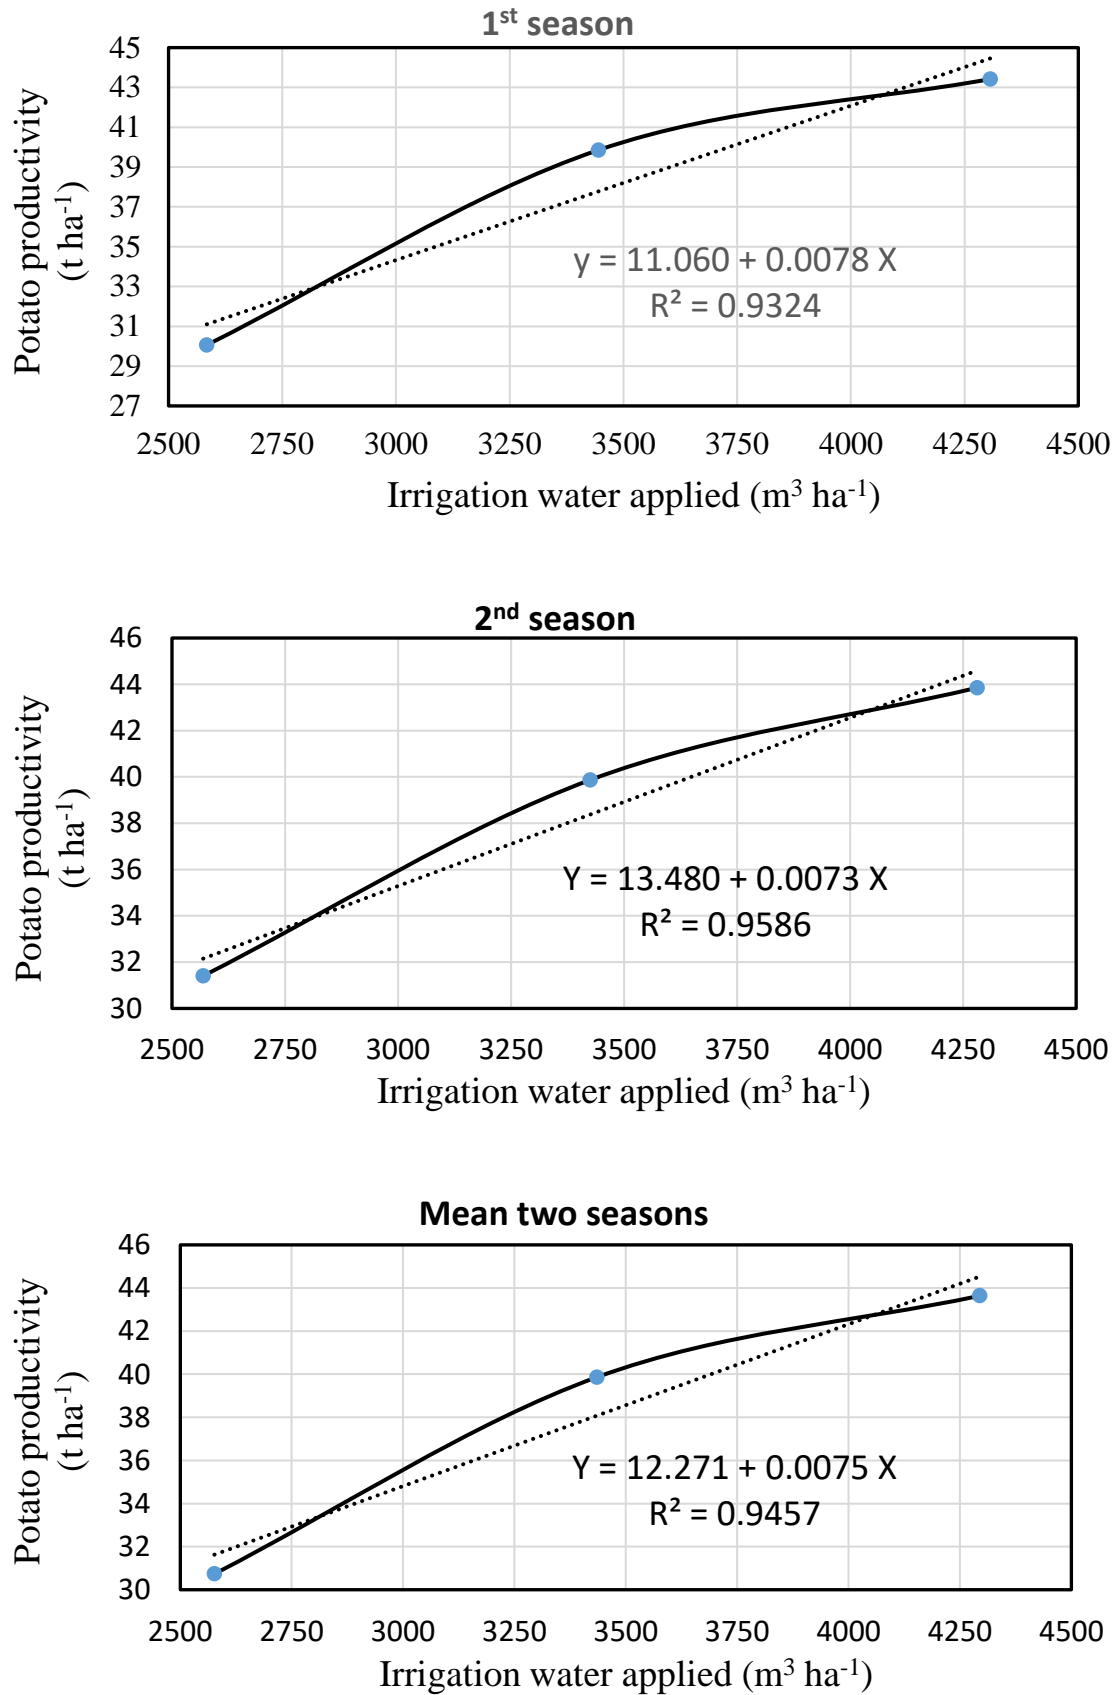 1st season
Potato productivity
(t ha-1)
45
43
41
39
37
35
33
31
29
27
y = 11.060 + 0.0078 X
R² = 0.9324
2500 2750 3000 3250 3500 3750 4000 4250 4500
Irrigation water applied (m3 ha-1)
2nd season
Potato productivity
(t ha-1)
46
44
42
40
38
36
34
32
30
Y = 13.480 + 0.0073 X
R² = 0.9586
2500 2750 3000 3250 3500 3750 4000 4250 4500
Irrigation water applied (m3 ha-1)
Mean two seasons
Potato productivity
(t ha-1)
46
44
42
40
38
36
34
32
30
Y = 12.271 + 0.0075 X
R² = 0.9457
2500 2750 3000 3250 3500 3750 4000 4250 4500
Irrigation water applied (m3 ha-1)